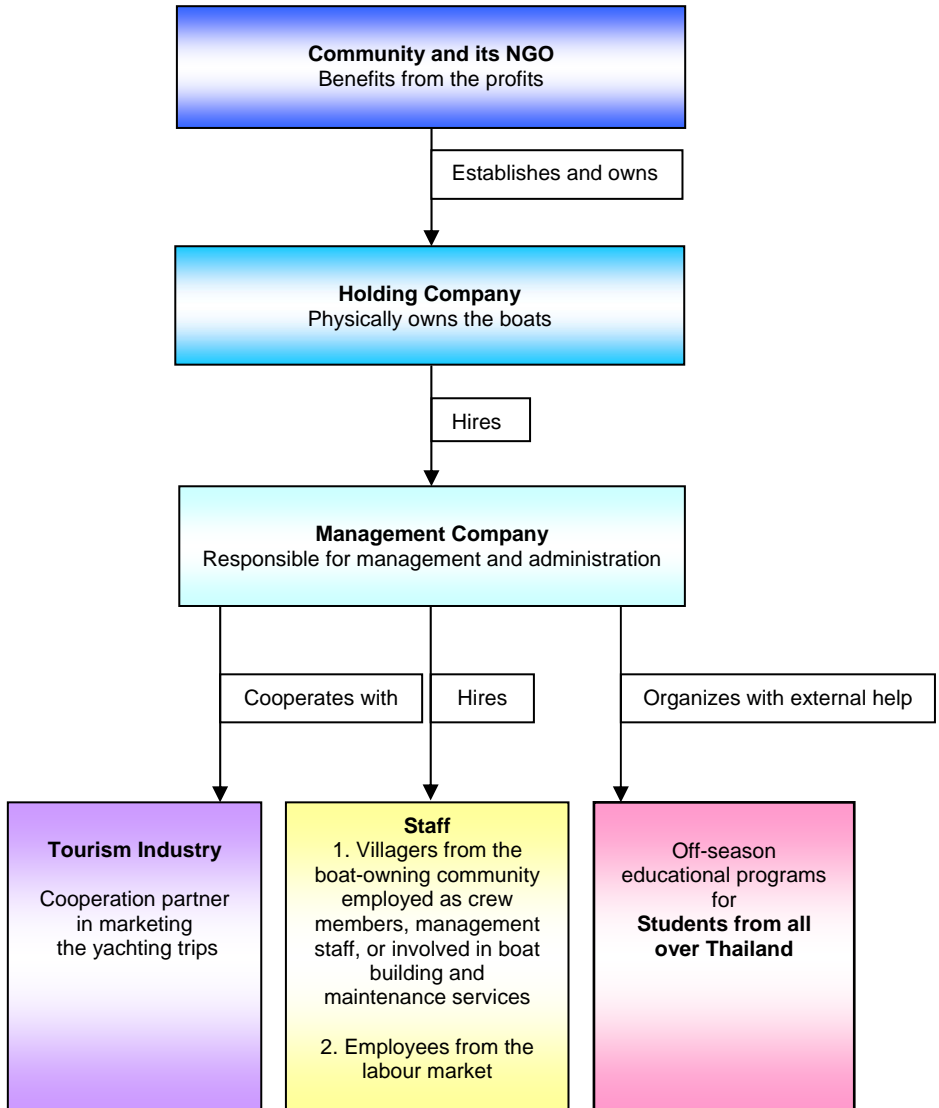 Community and its NGO
Benefits from the profits
Establishes and owns
Holding Company
Physically owns the boats
Hires
Management Company
Responsible for management and administration
Cooperates with
Hires
Organizes with external help
Tourism Industry
Cooperation partner
in marketing
the yachting trips
Staff
1. Villagers from the
boat-owning community
employed as crew
members, management
staff, or involved in boat
building and
maintenance services
2. Employees from the
labour market
Off-season
educational programs
for
Students from all
over Thailand